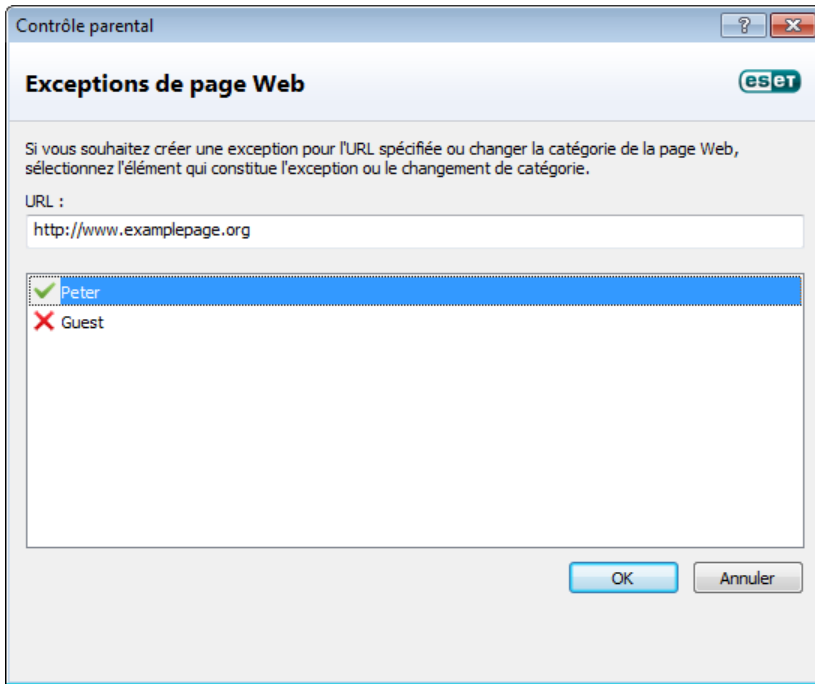 Contrôle parental
Exceptions de page Web
eseT
Si vous souhaitez créer une exception pour l'URL spécifiée ou changer la catégorie de la page Web,
sélectionnez l'élément qui constitue l'exception ou le changement de catégorie.
URL :
http://www.examplepage.org
Peter
Guest
OK
Annuler